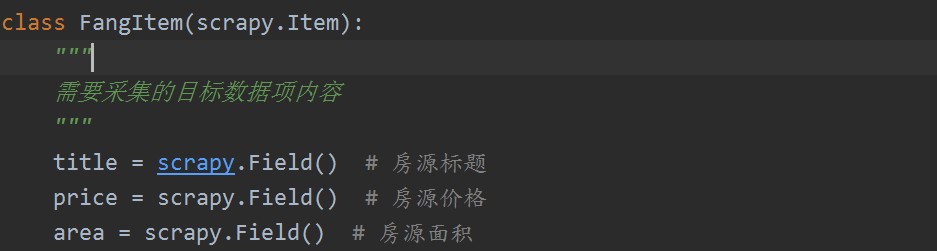 class FangItem(scrapy.Item):
    """
    需要采集的目标数据项内容
    """
    title = scrapy.Field()  # 房源标题
    price = scrapy.Field()  # 房源价格
    area = scrapy.Field()  # 房源面积